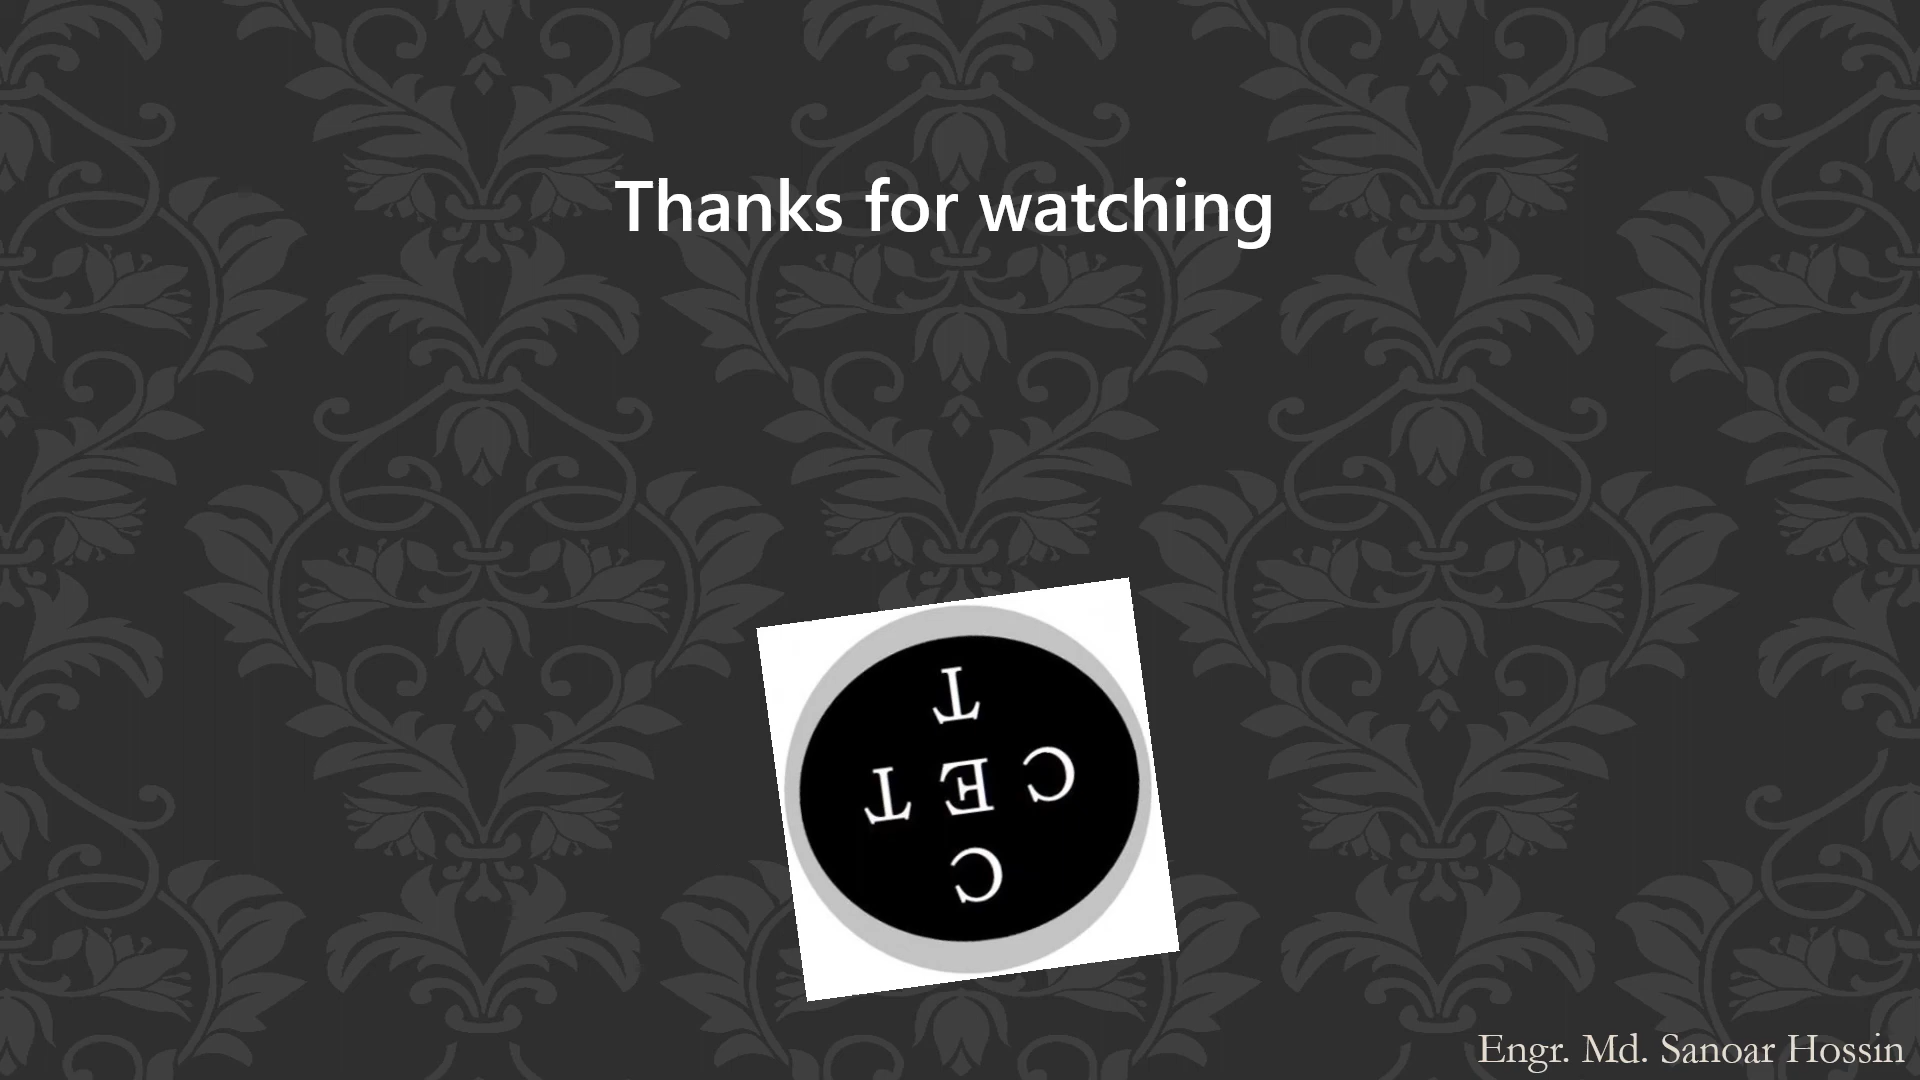 Thanks for watching
C
C E T
T
Engr. Md. Sanoar Hossin